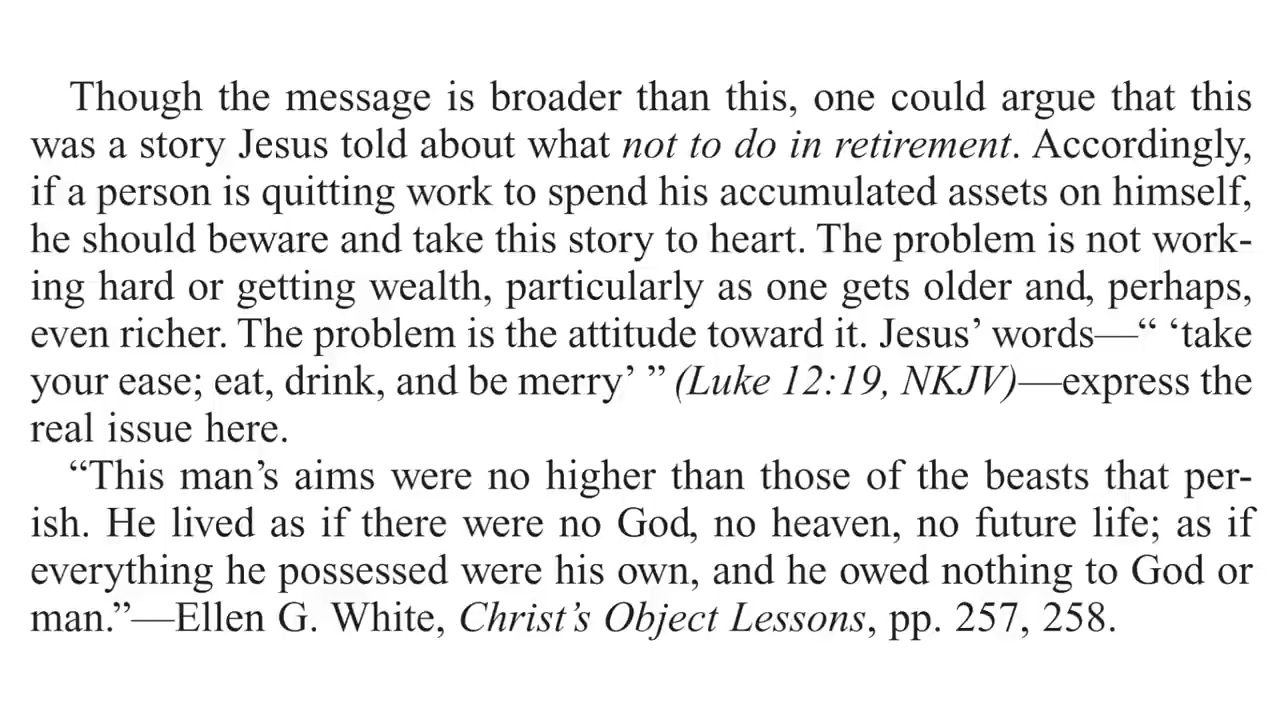 Though the message is broader than this, one could argue that this
was a story Jesus told about what not to do in retirement. Accordingly,
if a person is quitting work to spend his accumulated assets on himself,
he should beware and take this story to heart. The problem is not work-
ing hard or getting wealth, particularly as one gets older and, perhaps,
even richer. The problem is the attitude toward it. Jesus’ words—“ ‘take
your ease; eat, drink, and be merry’ ” (Luke 12:19, NKJV)—express the
real issue here.
“This man’s aims were no higher than those of the beasts that per-
ish. He lived as if there were no God, no heaven, no future life; as if
everything he possessed were his own, and he owed nothing to God or
man.”—Ellen G. White, Christ’s Object Lessons, pp. 257, 258.